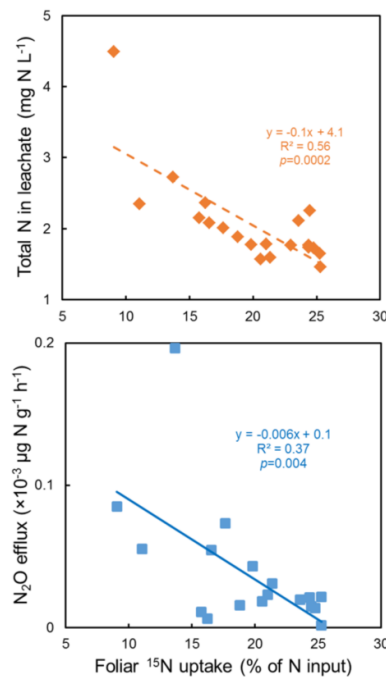 5
4
3
2
1
Total N in leachate (mg N L⁻¹)
y = -0.1x + 4.1
R² = 0.56
p=0.0002
5 10 15 20 25 30
0.2
0.1
0
N₂O efflux (×10⁻³ µg N g⁻¹ h⁻¹)
y = -0.006x + 0.1
R² = 0.37
p=0.004
5 10 15 20 25 30
Foliar ¹⁵N uptake (% of N input)